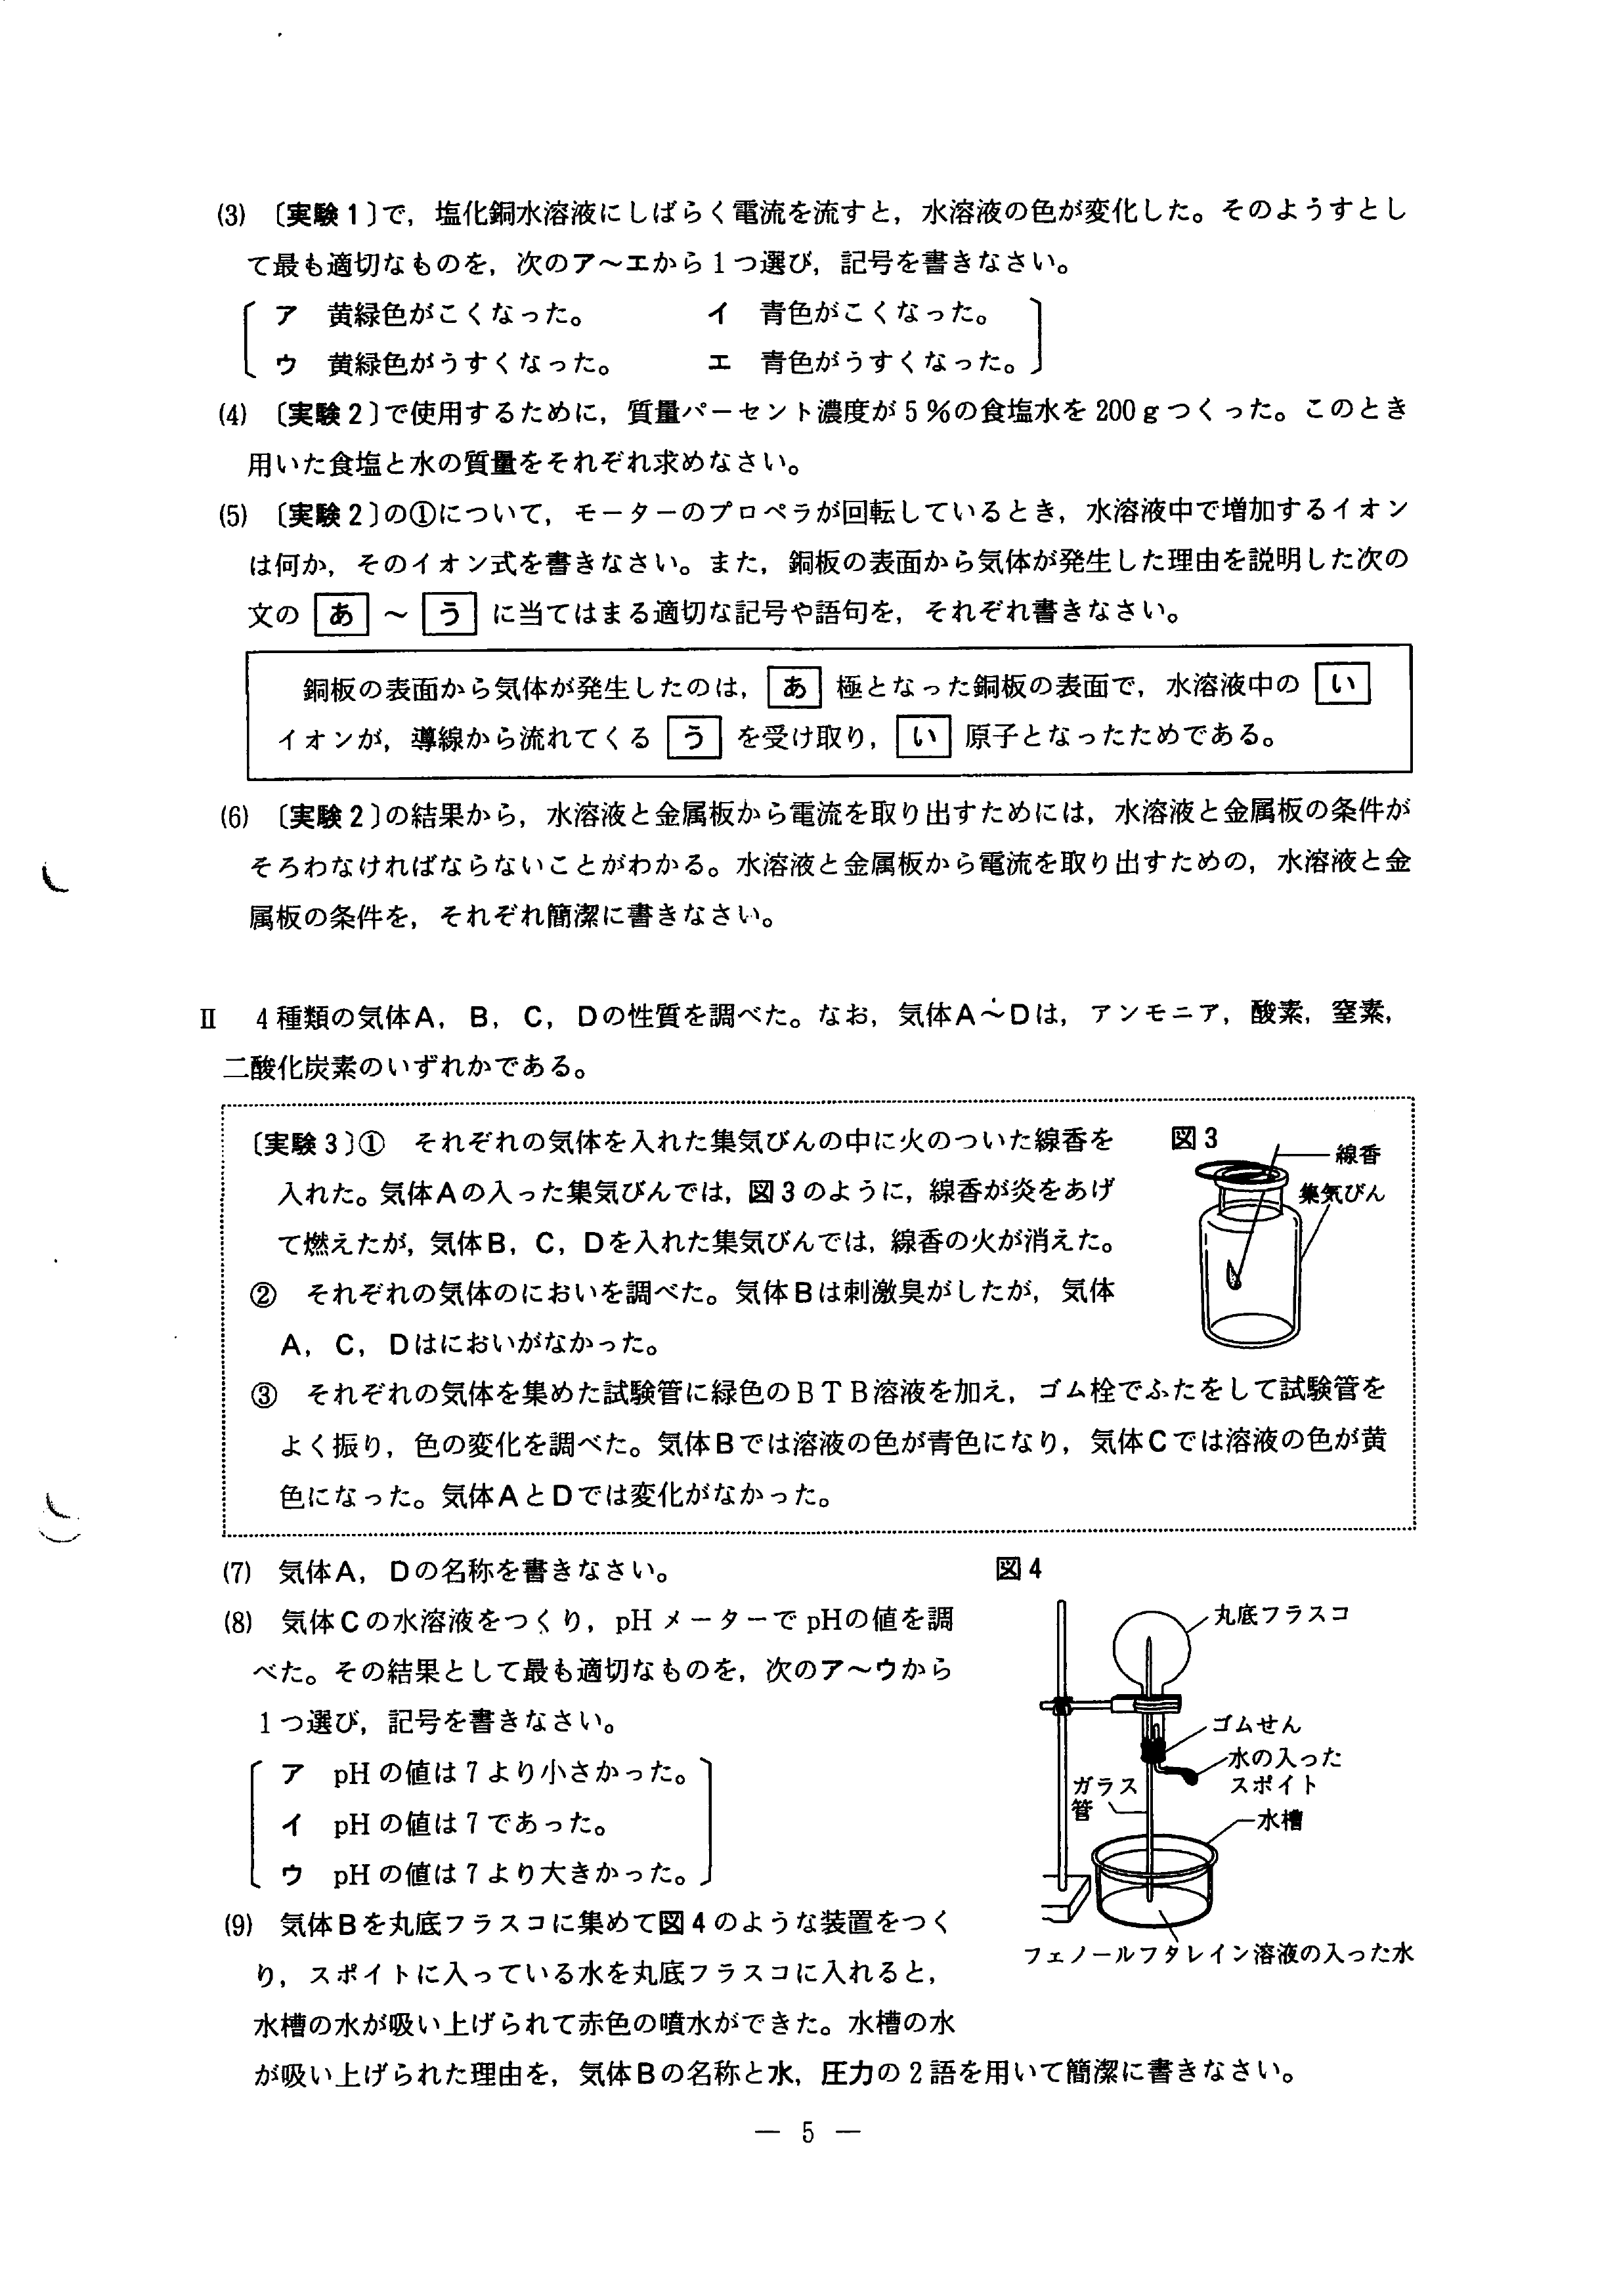 (3) 〔実験1〕で，塩化銅水溶液にしばらく電流を流すと，水溶液の色が変化した。そのようすとし
て最も適切なものを，次のア～エから1つ選び，記号を書きなさい。
ア 黄緑色がこくなった。 イ 青色がこくなった。
ウ 黄緑色がうすくなった。 エ 青色がうすくなった。
(4) 〔実験2〕で使用するために，質量パーセント濃度が5％の食塩水を200gつくった。このとき
用いた食塩と水の質量をそれぞれ求めなさい。
(5) 〔実験2〕の①について，モーターのプロペラが回転しているとき，水溶液中で増加するイオン
は何か，そのイオン式を書きなさい。また，銅板の表面から気体が発生した理由を説明した次の
文の あ ～ う に当てはまる適切な記号や語句を，それぞれ書きなさい。
銅板の表面から気体が発生したのは， あ 極となった銅板の表面で，水溶液中の い
イオンが，導線から流れてくる う を受け取り， い 原子となったためである。
(6) 〔実験2〕の結果から，水溶液と金属板から電流を取り出すためには，水溶液と金属板の条件が
そろわなければならないことがわかる。水溶液と金属板から電流を取り出すための，水溶液と金
属板の条件を，それぞれ簡潔に書きなさい。
Ⅱ 4種類の気体A，B，C，Dの性質を調べた。なお，気体A～Dは，アンモニア，酸素，窒素，
二酸化炭素のいずれかである。
〔実験3〕① それぞれの気体を入れた集気びんの中に火のついた線香を
入れた。気体Aの入った集気びんでは，図3のように，線香が炎をあげ
て燃えたが，気体B，C，Dを入れた集気びんでは，線香の火が消えた。
② それぞれの気体のにおいを調べた。気体Bは刺激臭がしたが，気体
A，C，Dはにおいがなかった。
図3
線香
集気びん
③ それぞれの気体を集めた試験管に緑色のBTB溶液を加え，ゴム栓でふたをして試験管を
よく振り，色の変化を調べた。気体Bでは溶液の色が青色になり，気体Cでは溶液の色が黄
色になった。気体AとDでは変化がなかった。
(7) 気体A，Dの名称を書きなさい。
(8) 気体Cの水溶液をつくり，pHメーターでpHの値を調
べた。その結果として最も適切なものを，次のア～ウから
1つ選び，記号を書きなさい。
ア pHの値は7より小さかった。
イ pHの値は7であった。
ウ pHの値は7より大きかった。
図4
丸底フラスコ
ゴムせん
水の入った
スポイト
ガラス
管
水槽
フェノールフタレイン溶液の入った水
(9) 気体Bを丸底フラスコに集めて図4のような装置をつく
り，スポイトに入っている水を丸底フラスコに入れると，
水槽の水が吸い上げられて赤色の噴水ができた。水槽の水
が吸い上げられた理由を，気体Bの名称と水，圧力の2語を用いて簡潔に書きなさい。
— 5 —